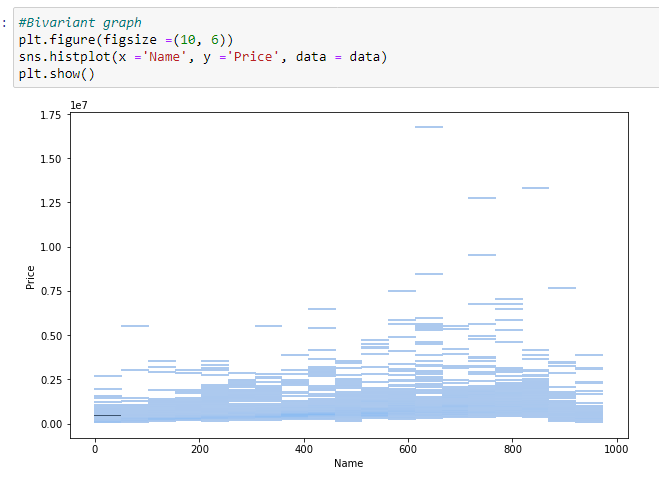 :
#Bivariant graph
plt.figure(figsize =(10, 6))
sns.histplot(x ='Name', y ='Price', data = data)
plt.show()
1e7
1.75
1.50
1.25
1.00
0.75
0.50
0.25
0.00
Price
0 200 400 600 800 1000
Name